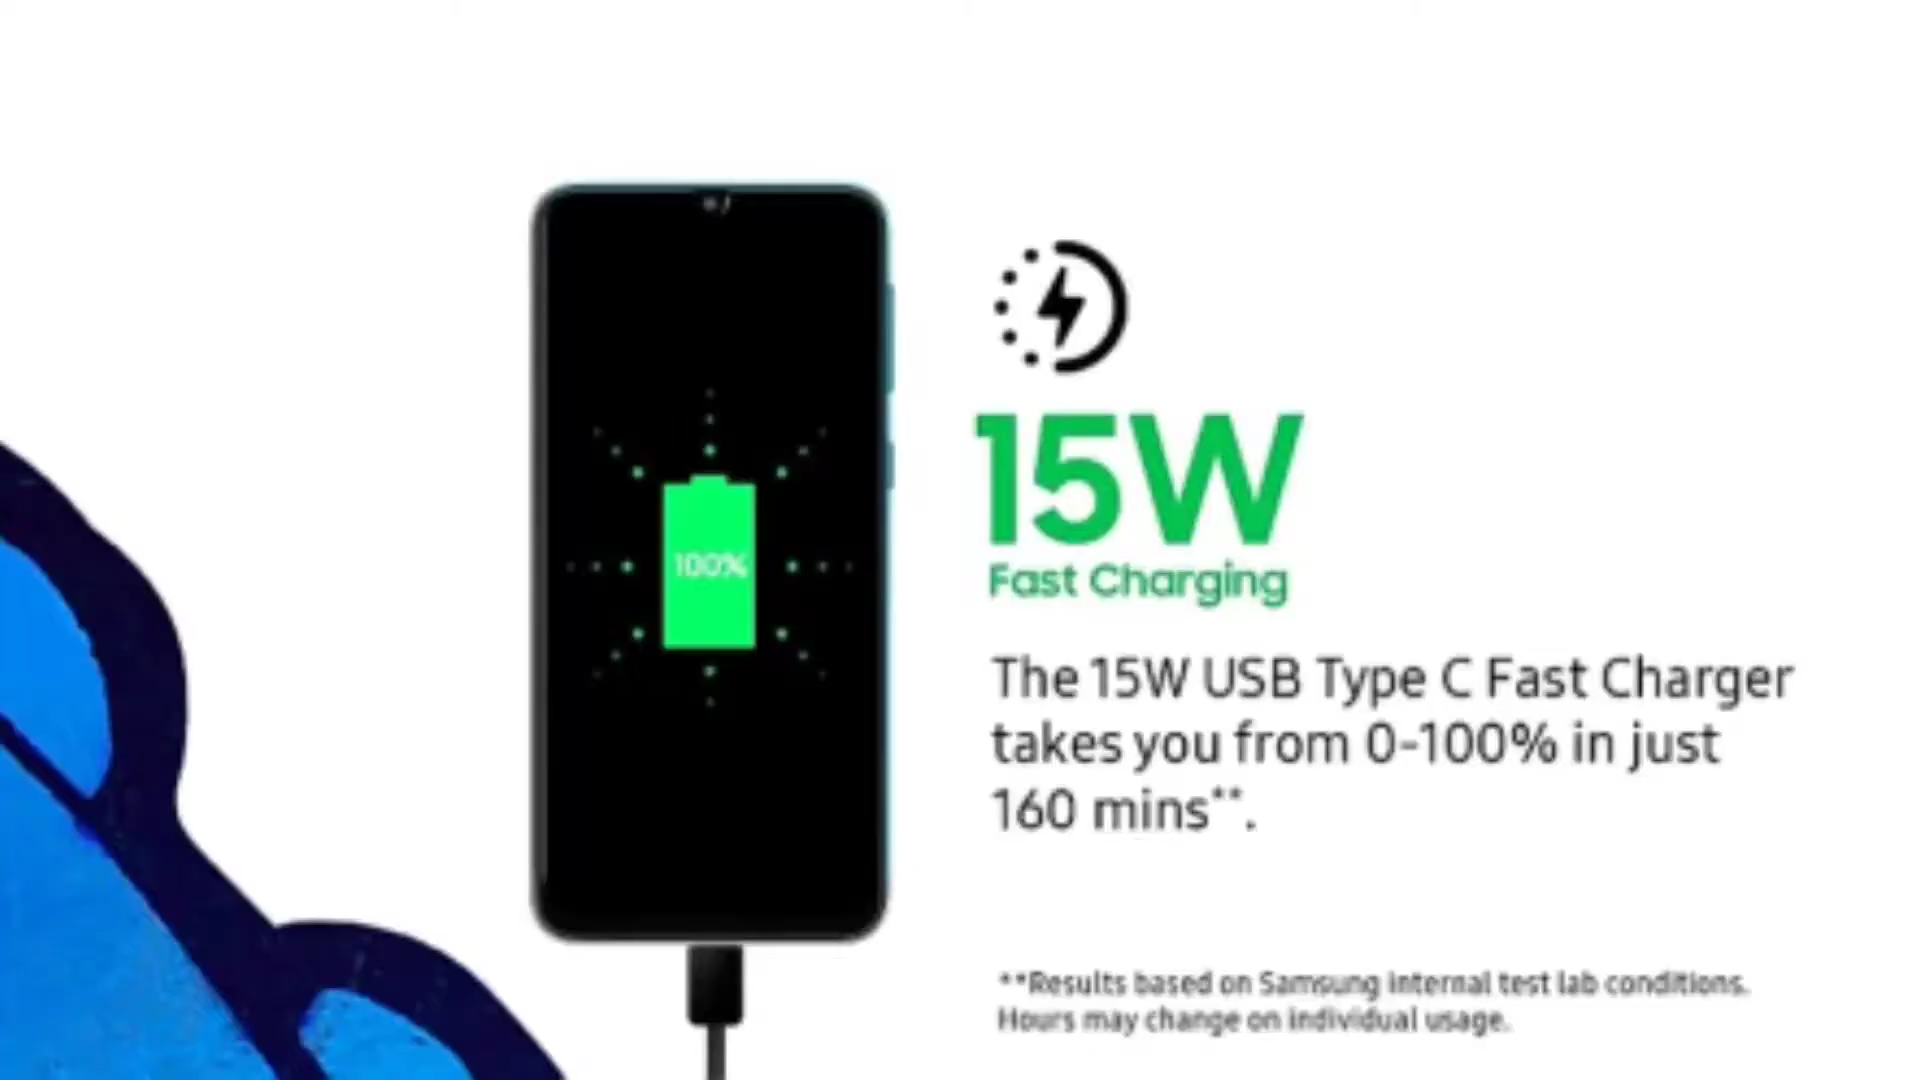 100%
15W
Fast Charging
The 15W USB Type C Fast Charger
takes you from 0-100% in just
160 mins**.
**Results based on Samsung internal test lab conditions.
Hours may change on individual usage.